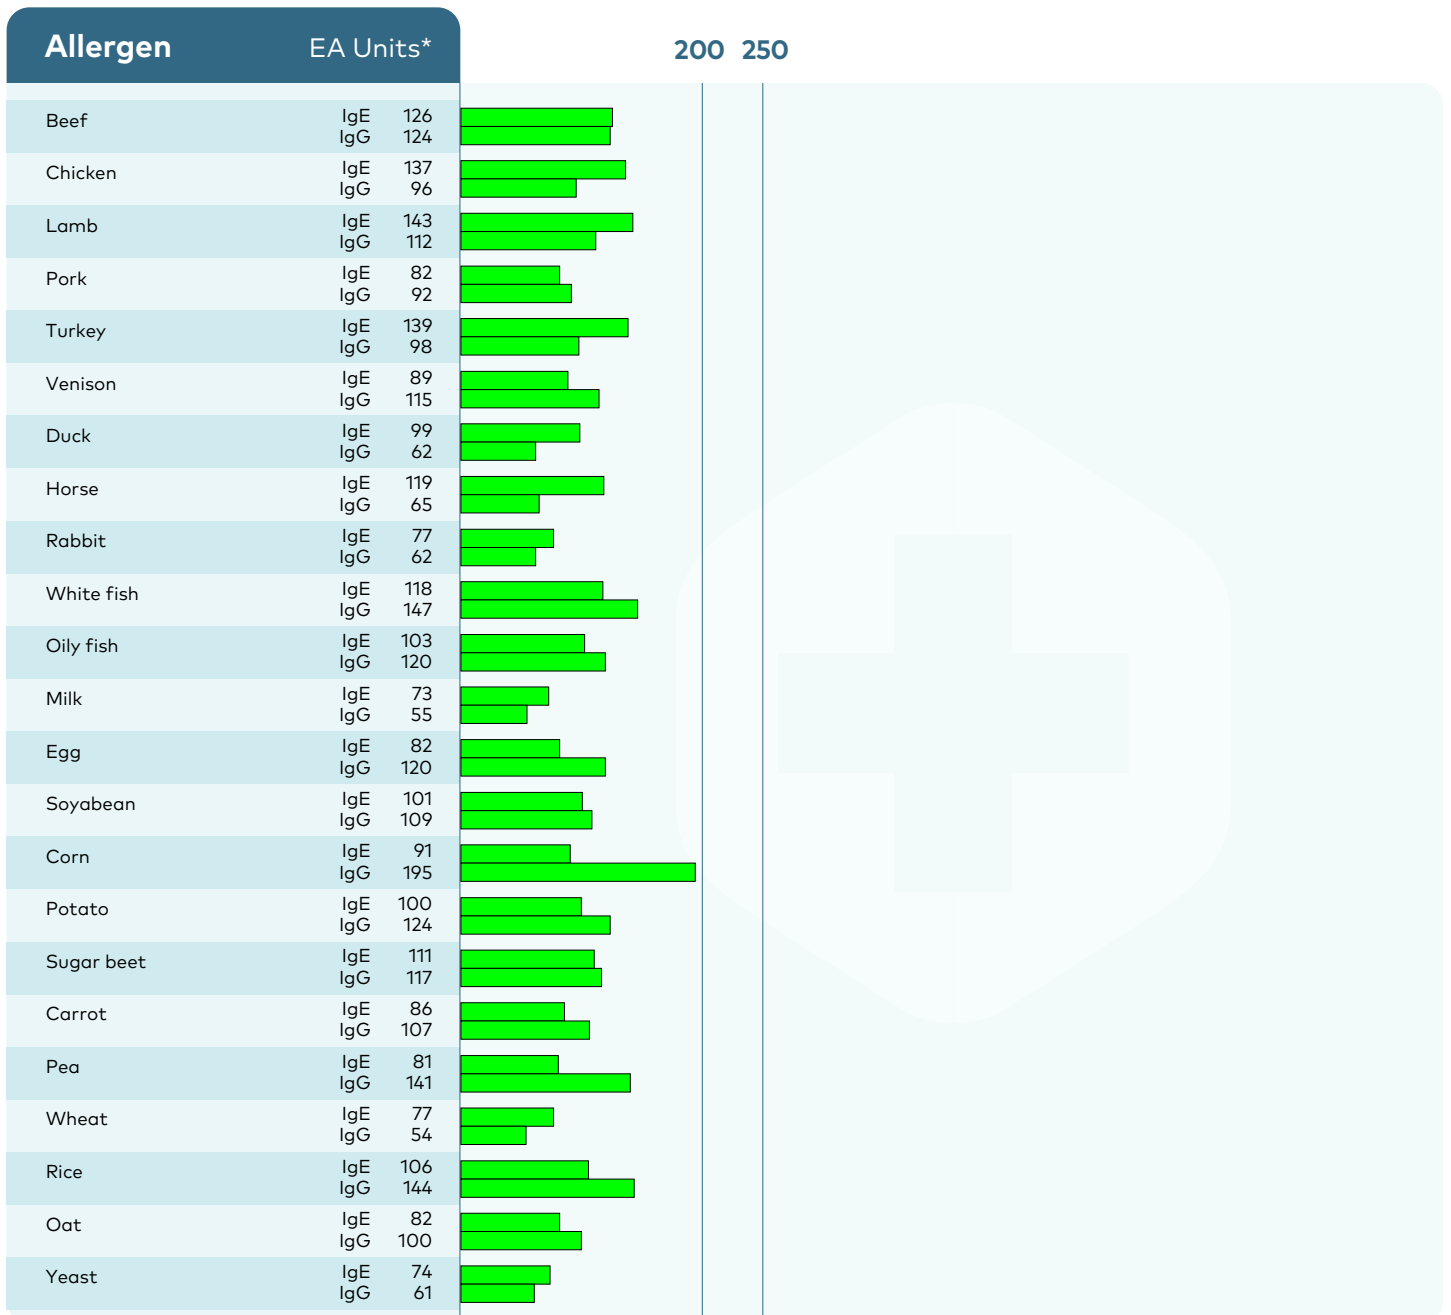 Allergen EA Units* 200 250
Beef IgE 126
IgG 124
Chicken IgE 137
IgG 96
Lamb IgE 143
IgG 112
Pork IgE 82
IgG 92
Turkey IgE 139
IgG 98
Venison IgE 89
IgG 115
Duck IgE 99
IgG 62
Horse IgE 119
IgG 65
Rabbit IgE 77
IgG 62
White fish IgE 118
IgG 147
Oily fish IgE 103
IgG 120
Milk IgE 73
IgG 55
Egg IgE 82
IgG 120
Soyabean IgE 101
IgG 109
Corn IgE 91
IgG 195
Potato IgE 100
IgG 124
Sugar beet IgE 111
IgG 117
Carrot IgE 86
IgG 107
Pea IgE 81
IgG 141
Wheat IgE 77
IgG 54
Rice IgE 106
IgG 144
Oat IgE 82
IgG 100
Yeast IgE 74
IgG 61